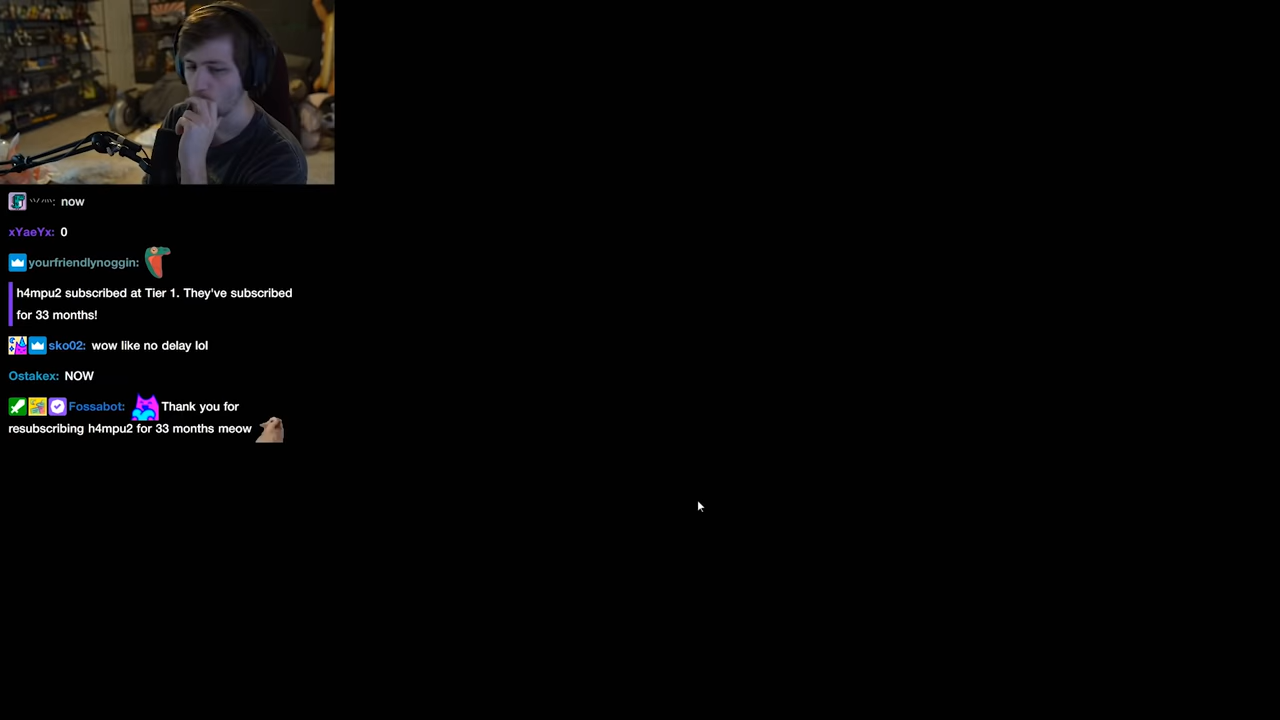 now
xYaeYx: 0
yourfriendlynoggin:
h4mpu2 subscribed at Tier 1. They've subscribed
for 33 months!
sko02: wow like no delay lol
Ostakex: NOW
Fossabot: Thank you for
resubscribing h4mpu2 for 33 months meow